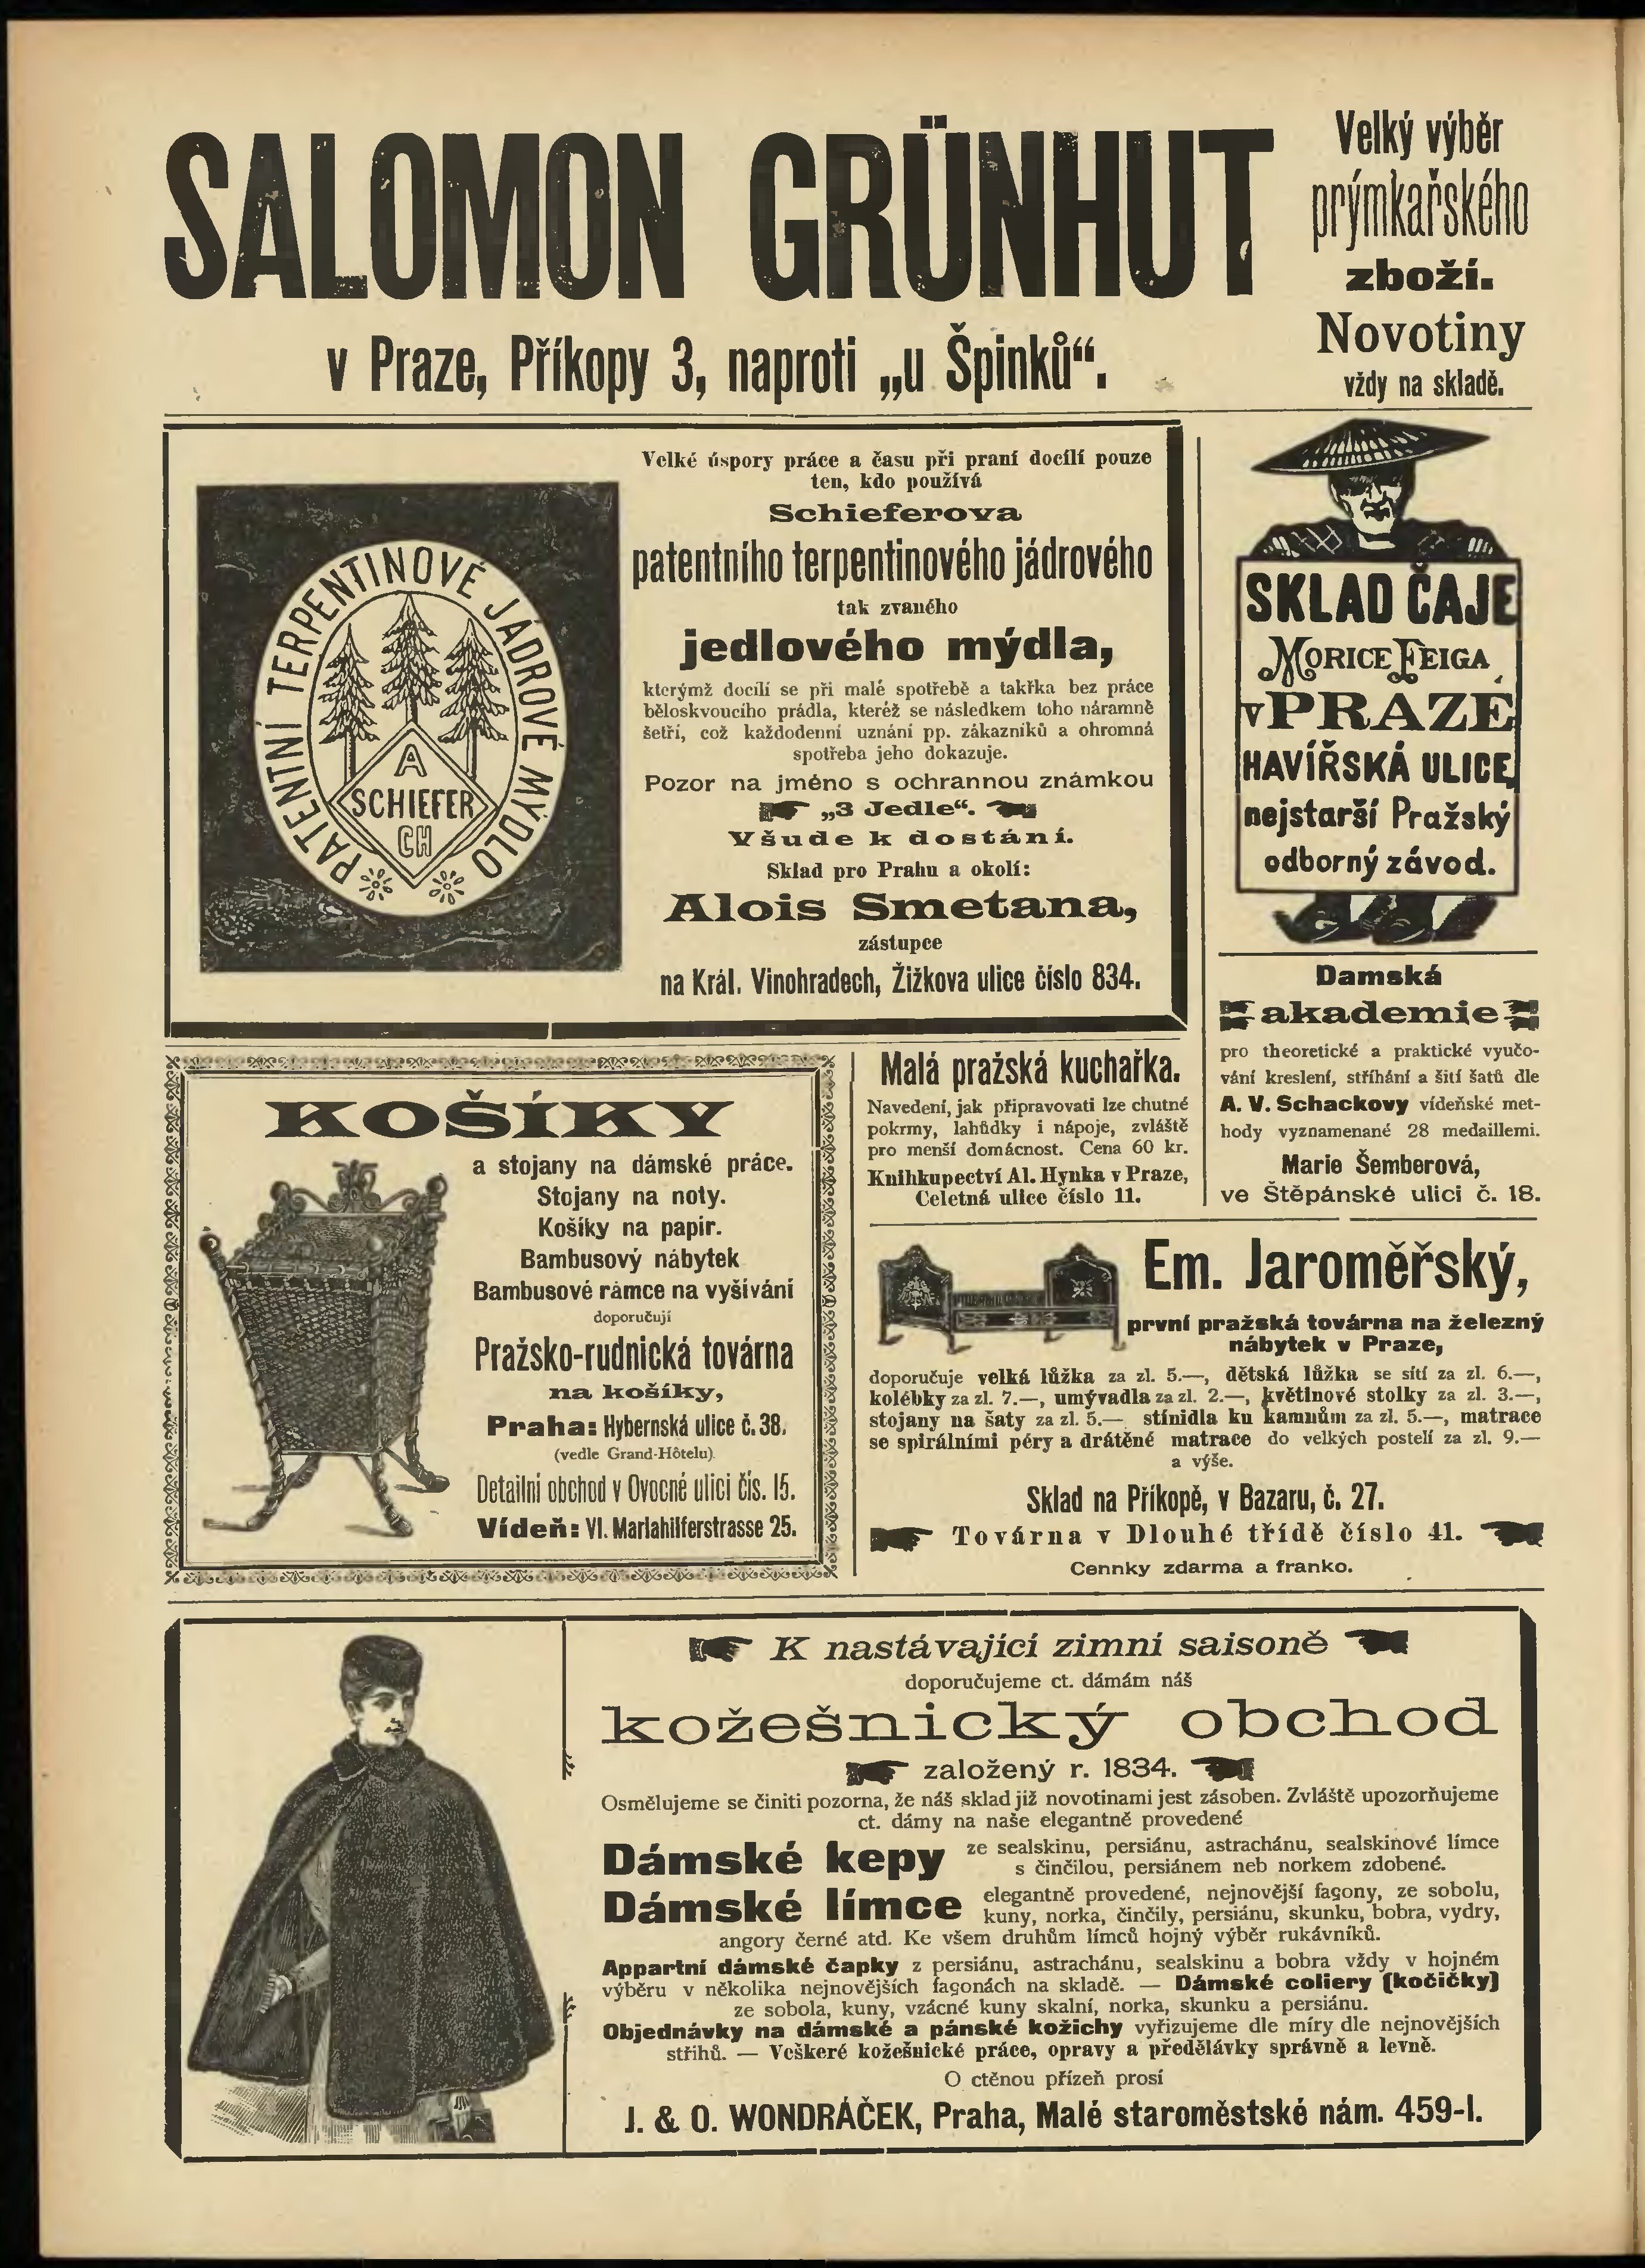 SALOMON GRÜNHUT
v Praze, Příkopy 3, naproti „u Špinků“.
Velký výběr
prýmkařského
zboží.
Novotiny
vždy na skladě.
PATENTNÍ TERPENTINOVÉ JÁDROVÉ MÝDLO
A
SCHIEFER
CH
Velké úspory práce a času při praní docílí pouze
ten, kdo používá
Schieferova
patentního terpentinového jádrového
tak zvaného
jedlového mýdla,
kterýmž docílí se při malé spotřebě a takřka bez práce
běloskvoucího prádla, kteréž se následkem toho náramně
šetří, což každodenní uznání pp. zákazníků a ohromná
spotřeba jeho dokazuje.
Pozor na jméno s ochrannou známkou
„3 Jedle“.
Všude k dostání.
Sklad pro Prahu a okolí:
Alois Smetana,
zástupce
na Král. Vinohradech, Žižkova ulice číslo 834.
SKLAD ČAJE
MORICE FEIGA
v PRAZE
HAVÍŘSKÁ ULICE,
nejstarší Pražský
odborný závod.
Damská
akademie
pro theoretické a praktické vyučo-
vání kreslení, stříhání a šití šatů dle
A. V. Schackovy vídeňské met-
hody vyznamenané 28 medaillemi.
Marie Šemberová,
ve Štěpánské ulici č. 18.
KOŠÍKY
a stojany na dámské práce.
Stojany na noty.
Košíky na papír.
Bambusový nábytek
Bambusové rámce na vyšívání
doporučují
Pražsko-rudnická továrna
na košíky,
Praha: Hybernská ulice č. 38.
(vedle Grand-Hôtelu).
Detailní obchod v Ovocné ulici čís. 15.
Vídeň: VI. Mariahilferstrasse 25.
Malá pražská kuchařka.
Navedení, jak připravovati lze chutné
pokrmy, lahůdky i nápoje, zvláště
pro menší domácnost. Cena 60 kr.
Knihkupectví Al. Hynka v Praze,
Celetná ulice číslo 11.
Em. Jaroměřský,
první pražská továrna na železný
nábytek v Praze,
doporučuje velká lůžka za zl. 5.—, dětská lůžka se sítí za zl. 6.—,
kolébky za zl. 7.—, umývadla za zl. 2.—, květinové stolky za zl. 3.—,
stojany na šaty za zl. 5.— stínidla ku kamnům za zl. 5.—, matrace
se spirálními péry a drátěné matrace do velkých postelí za zl. 9.—
a výše.
Sklad na Příkopě, v Bazaru, č. 27.
Továrna v Dlouhé třídě číslo 41.
Cennky zdarma a franko.
K nastávající zimní saisoně
doporučujeme ct. dámám náš
kožešnický obchod
založený r. 1834.
Osmělujeme se činiti pozorna, že náš sklad již novotinami jest zásoben. Zvláště upozorňujeme
ct. dámy na naše elegantně provedené
Dámské kepy ze sealskinu, persiánu, astrachánu, sealskinové límce
s činčilou, persiánem neb norkem zdobené.
Dámské límce elegantně provedené, nejnovější façony, ze sobolu,
kuny, norka, činčily, persiánu, skunku, bobra, vydry,
angory černé atd. Ke všem druhům límců hojný výběr rukávníků.
Appartní dámské čapky z persiánu, astrachánu, sealskinu a bobra vždy v hojném
výběru v několika nejnovějších façonách na skladě. — Dámské coliery (kočičky)
ze sobola, kuny, vzácné kuny skalní, norka, skunku a persiánu.
Objednávky na dámské a pánské kožichy vyřizujeme dle míry dle nejnovějších
střihů. — Veškeré kožešnické práce, opravy a předělávky správně a levně.
O ctěnou přízeň prosí
J. & O. WONDRÁČEK, Praha, Malé staroměstské nám. 459-I.